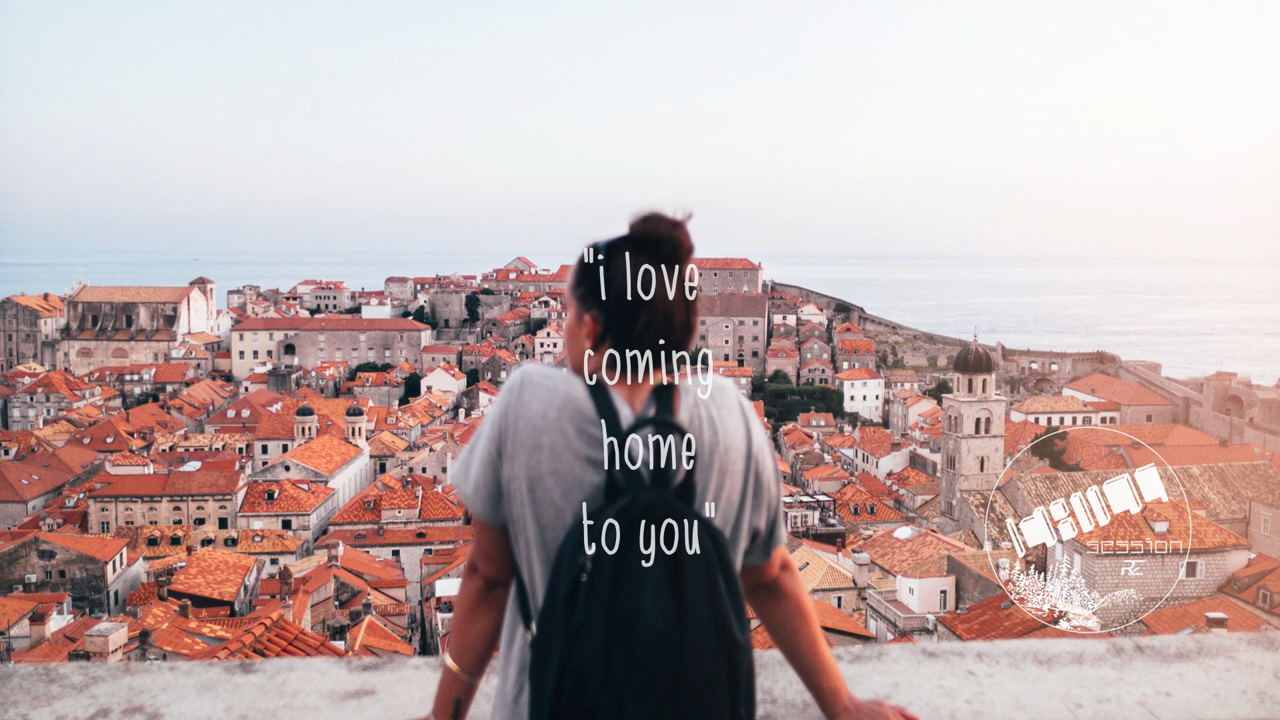 "i love
coming
home
to you"
session